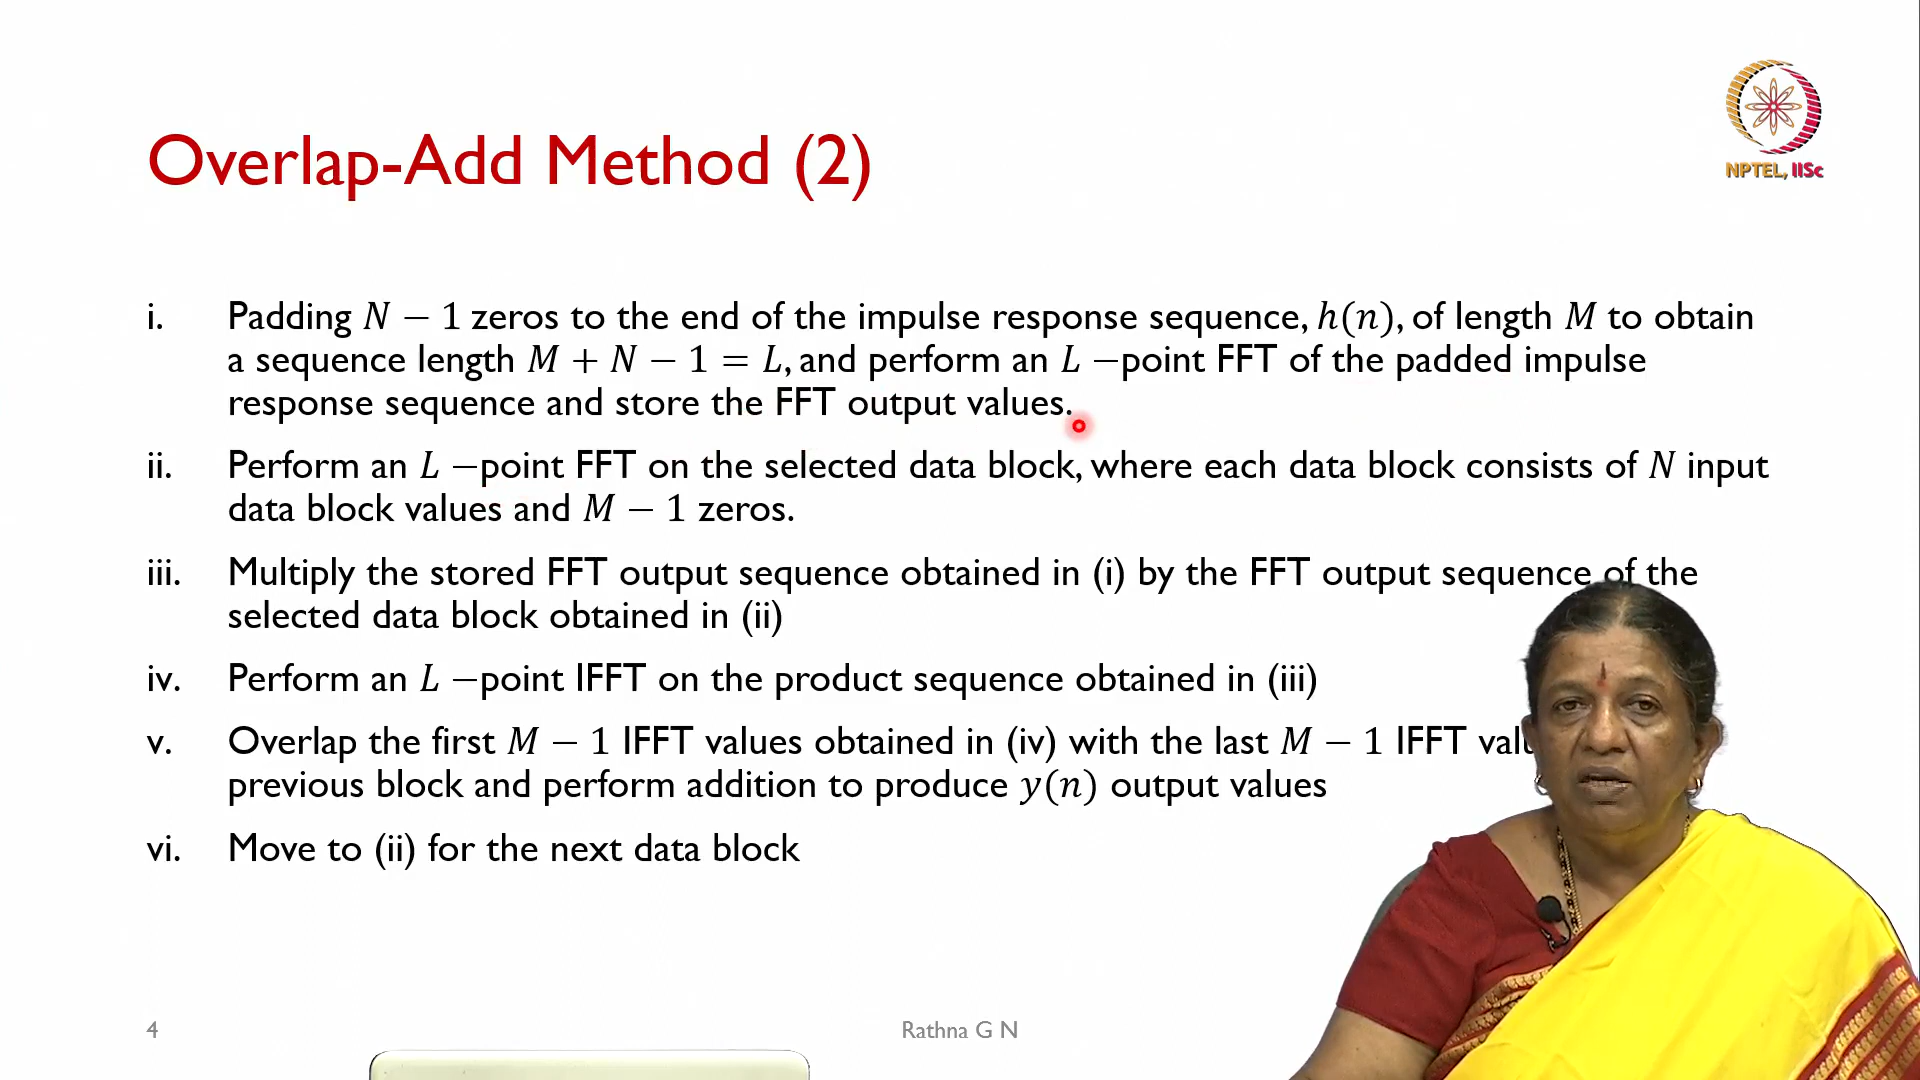 NPTEL, IISc
Overlap-Add Method (2)
i. Padding N − 1 zeros to the end of the impulse response sequence, h(n), of length M to obtain
a sequence length M + N − 1 = L, and perform an L −point FFT of the padded impulse
response sequence and store the FFT output values.
ii. Perform an L −point FFT on the selected data block, where each data block consists of N input
data block values and M − 1 zeros.
iii. Multiply the stored FFT output sequence obtained in (i) by the FFT output sequence of the
selected data block obtained in (ii)
iv. Perform an L −point IFFT on the product sequence obtained in (iii)
v. Overlap the first M − 1 IFFT values obtained in (iv) with the last M − 1 IFFT
previous block and perform addition to produce y(n) output values
vi. Move to (ii) for the next data block
4 Rathna G N